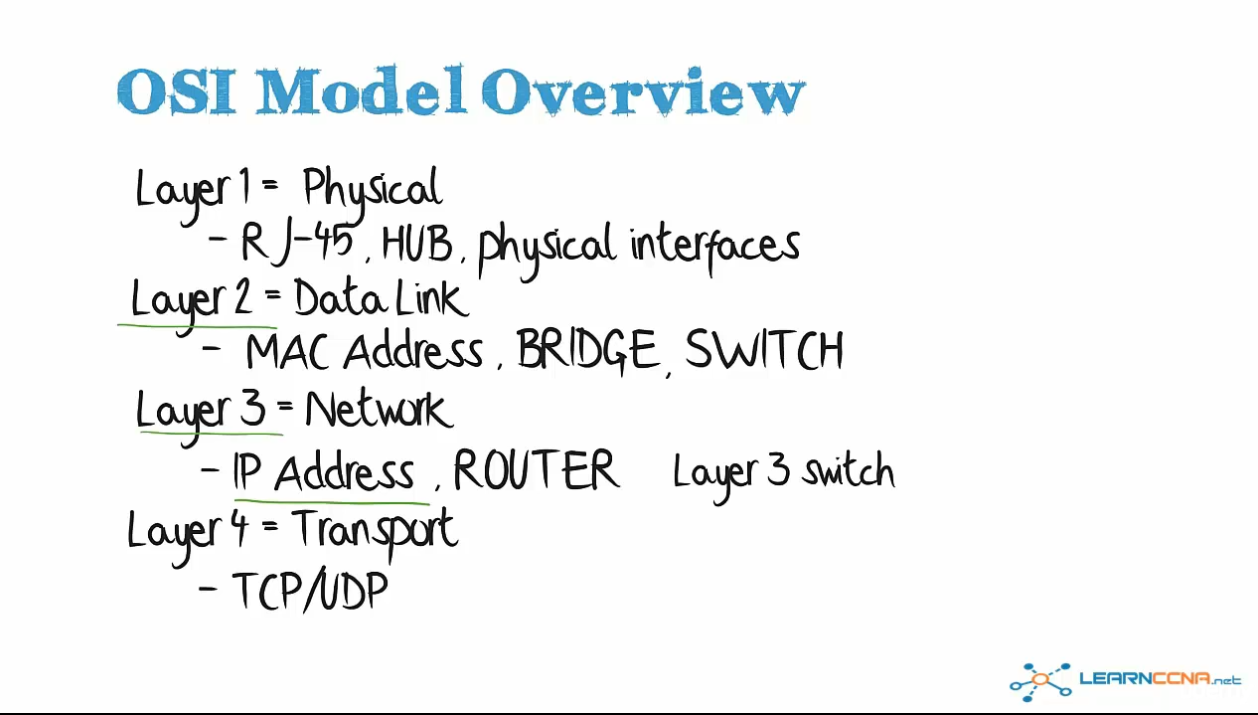 OSI Model Overview
Layer 1 = Physical
- RJ-45, HUB, physical interfaces
Layer 2 = Data Link
- MAC Address, BRIDGE, SWITCH
Layer 3 = Network
- IP Address, ROUTER Layer 3 switch
Layer 4 = Transport
- TCP/UDP
LEARNCCNA.net